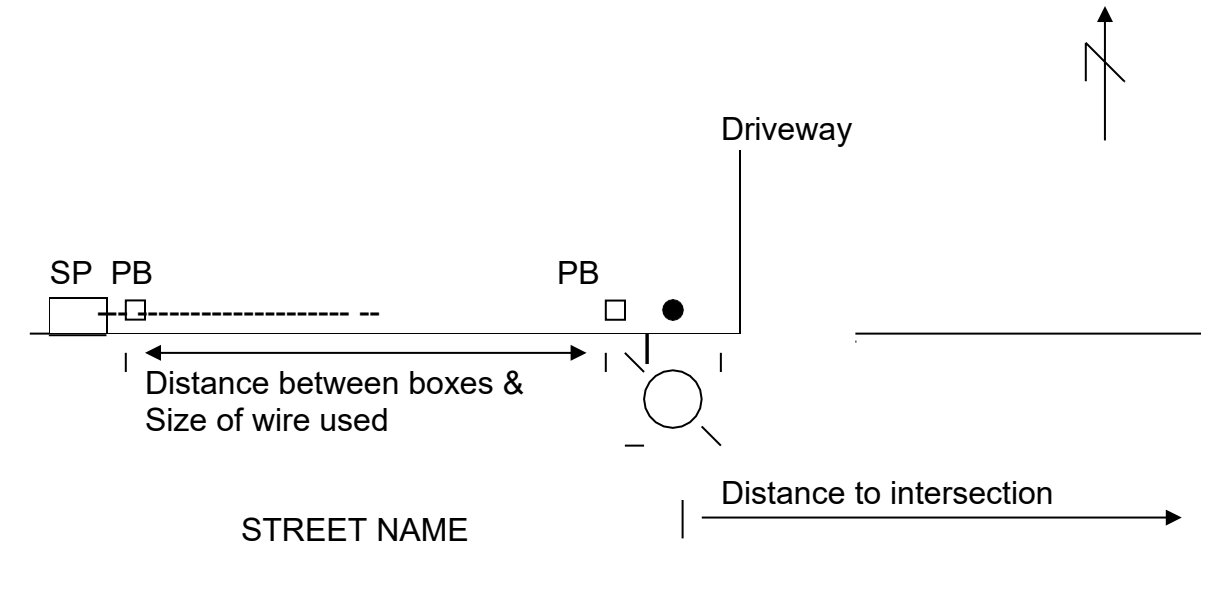 Driveway
SP PB
PB
Distance between boxes &
Size of wire used
Distance to intersection
STREET NAME